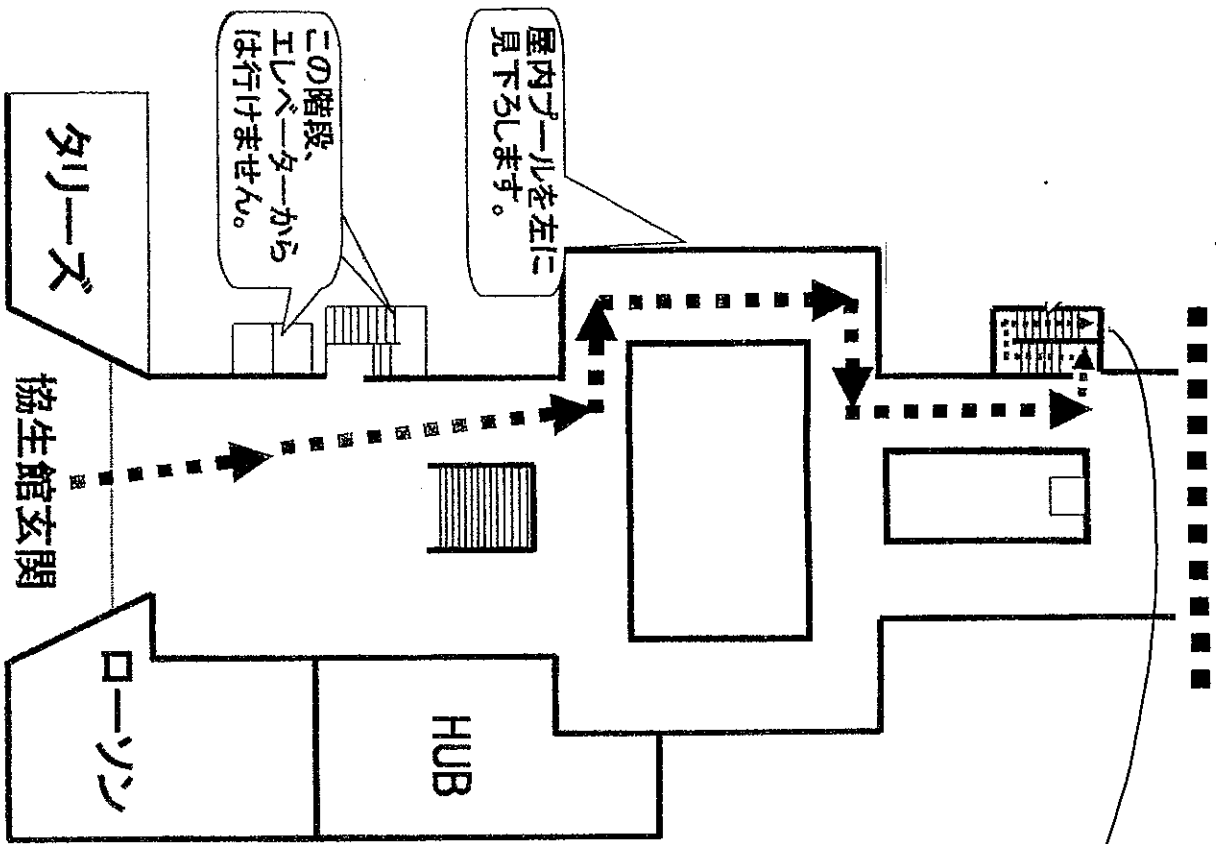 屋内プールを左に
見下ろします。
この階段、
エレベーターから
は行けません。
タリーズ
協生館玄関
ローソン
HUB